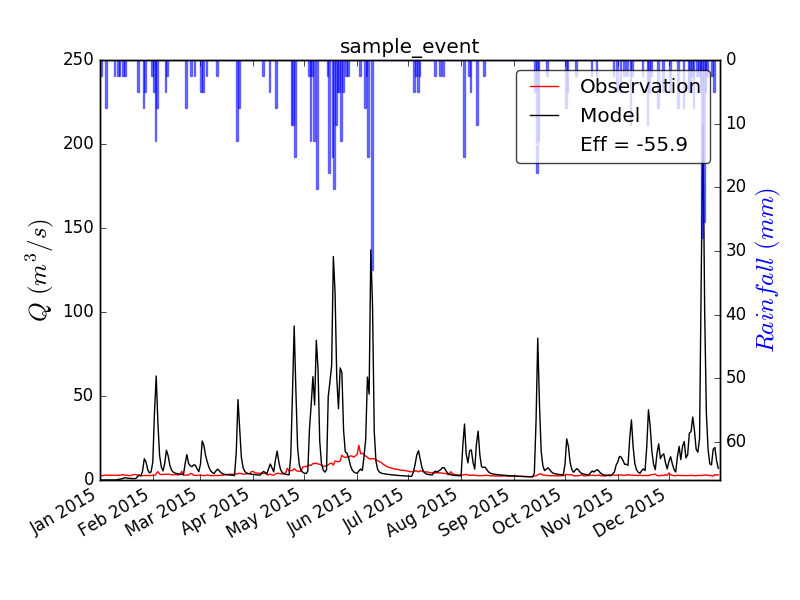 sample_event
250
200
150
100
50
0
Q (m^3/s)
0
10
20
30
40
50
60
Rainfall (mm)
Observation
Model
Eff = -55.9
Jan 2015
Feb 2015
Mar 2015
Apr 2015
May 2015
Jun 2015
Jul 2015
Aug 2015
Sep 2015
Oct 2015
Nov 2015
Dec 2015